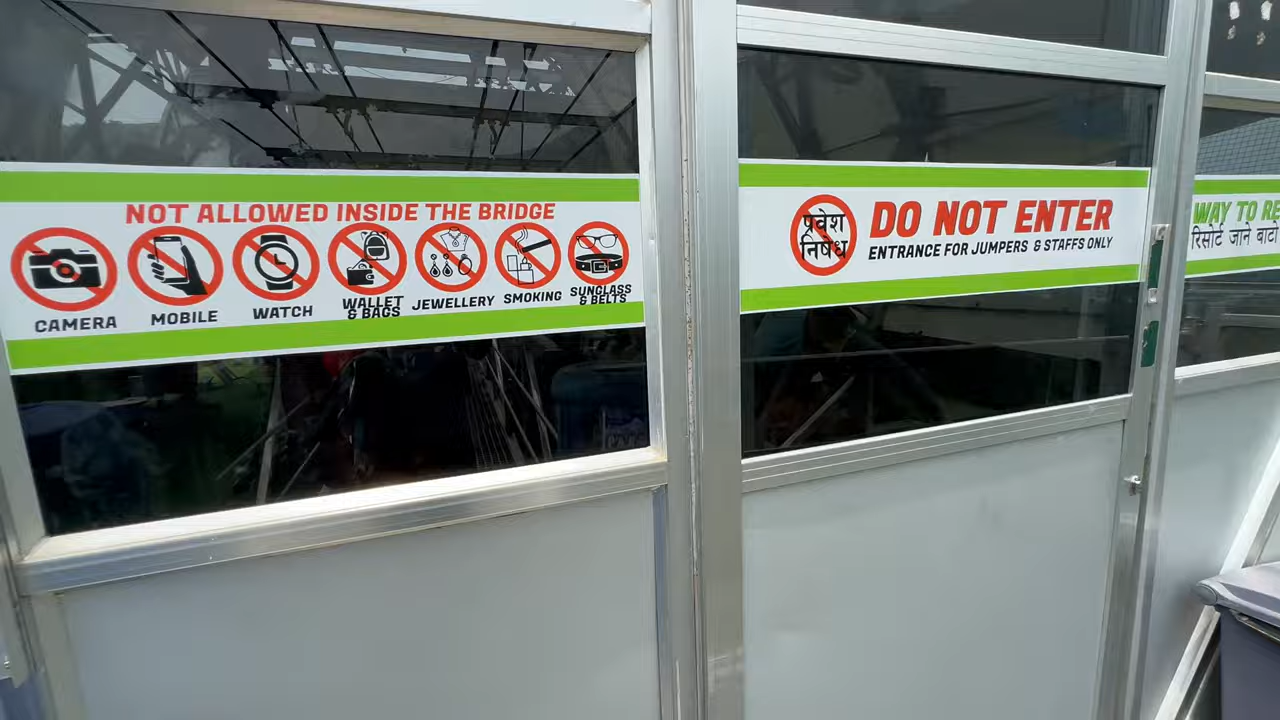 NOT ALLOWED INSIDE THE BRIDGE
CAMERA
MOBILE
WATCH
WALLET
& BAGS
JEWELLERY
SMOKING
SUNGLASS
& BELTS
प्रवेश
निषेध
DO NOT ENTER
ENTRANCE FOR JUMPERS & STAFFS ONLY
WAY TO RE
रिसोर्ट जाने बाटो